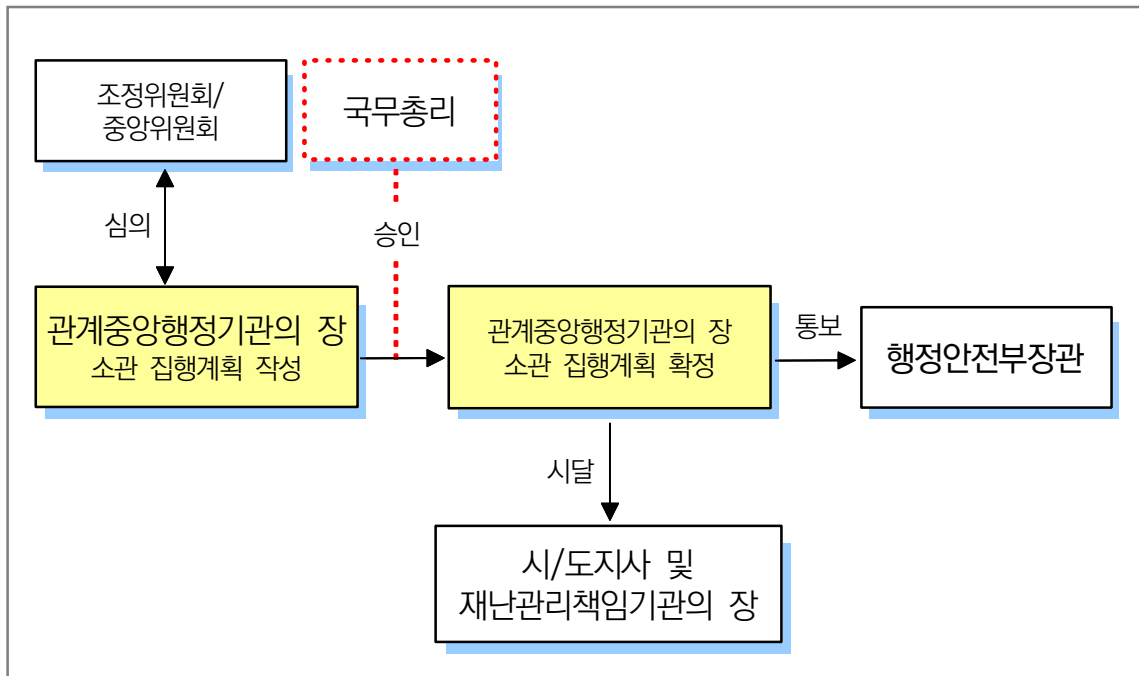 조정위원회/
중앙위원회
국무총리
심의
승인
관계중앙행정기관의 장
소관 집행계획 작성
관계중앙행정기관의 장
소관 집행계획 확정
통보
행정안전부장관
시달
시/도지사 및
재난관리책임기관의 장